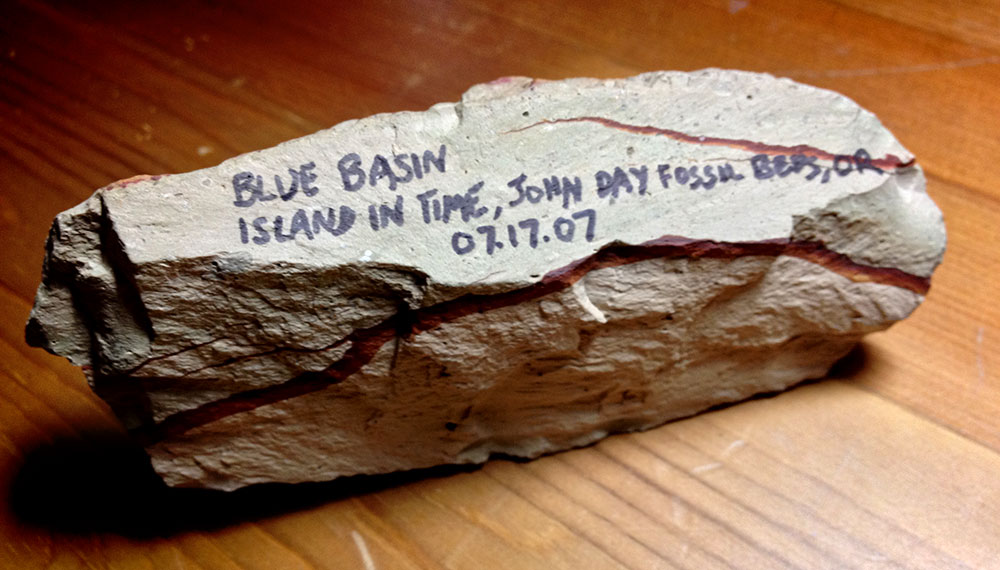 BLUE BASIN
ISLAND IN TIME, JOHN DAY FOSSIL BEDS, OR
07.17.07